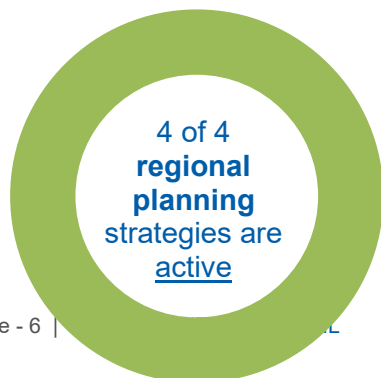 4 of 4
regional
planning
strategies are
active
e - 6 |